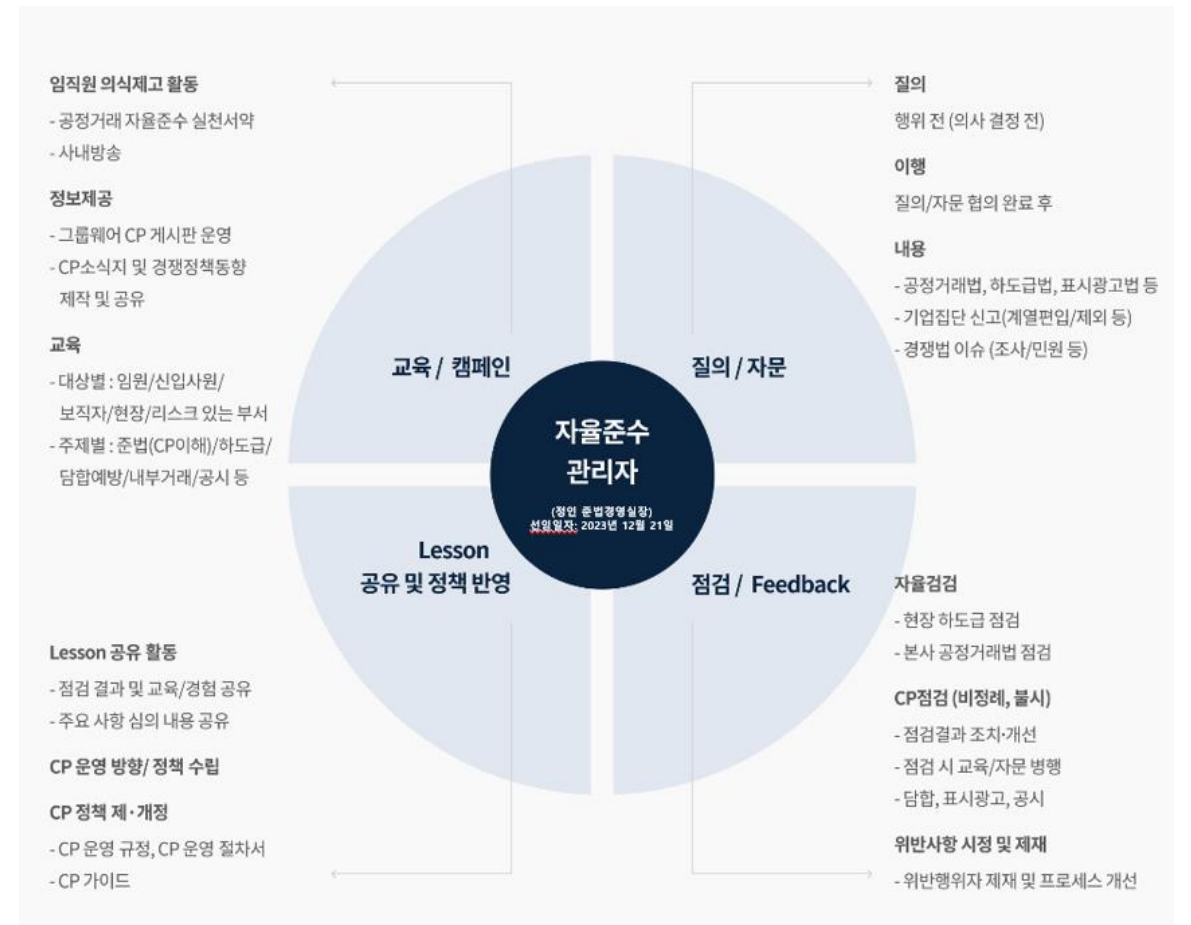 임직원 의식제고 활동
- 공정거래 자율준수 실천서약
- 사내방송
정보제공
- 그룹웨어 CP 게시판 운영
- CP소식지 및 경쟁정책동향
제작 및 공유
교육
- 대상별 : 임원/신입사원/
보직자/현장/리스크 있는 부서
- 주제별 : 준법(CP이해)/하도급/
담합예방/내부거래/공시 등
질의
행위 전 (의사 결정 전)
이행
질의/자문 협의 완료 후
내용
- 공정거래법, 하도급법, 표시광고법 등
- 기업집단 신고(계열편입/제외 등)
- 경쟁법 이슈 (조사/민원 등)
교육 / 캠페인
질의 / 자문
자율준수
관리자
(정인 준법경영실장)
선임일자: 2023년 12월 21일
Lesson
공유 및 정책 반영
점검 / Feedback
Lesson 공유 활동
- 점검 결과 및 교육/경험 공유
- 주요 사항 심의 내용 공유
CP 운영 방향/ 정책 수립
CP 정책 제·개정
- CP 운영 규정, CP 운영 절차서
- CP 가이드
자율검검
- 현장 하도급 점검
- 본사 공정거래법 점검
CP점검 (비정례, 불시)
- 점검결과 조치·개선
- 점검 시 교육/자문 병행
- 담합, 표시광고, 공시
위반사항 시정 및 제재
- 위반행위자 제재 및 프로세스 개선